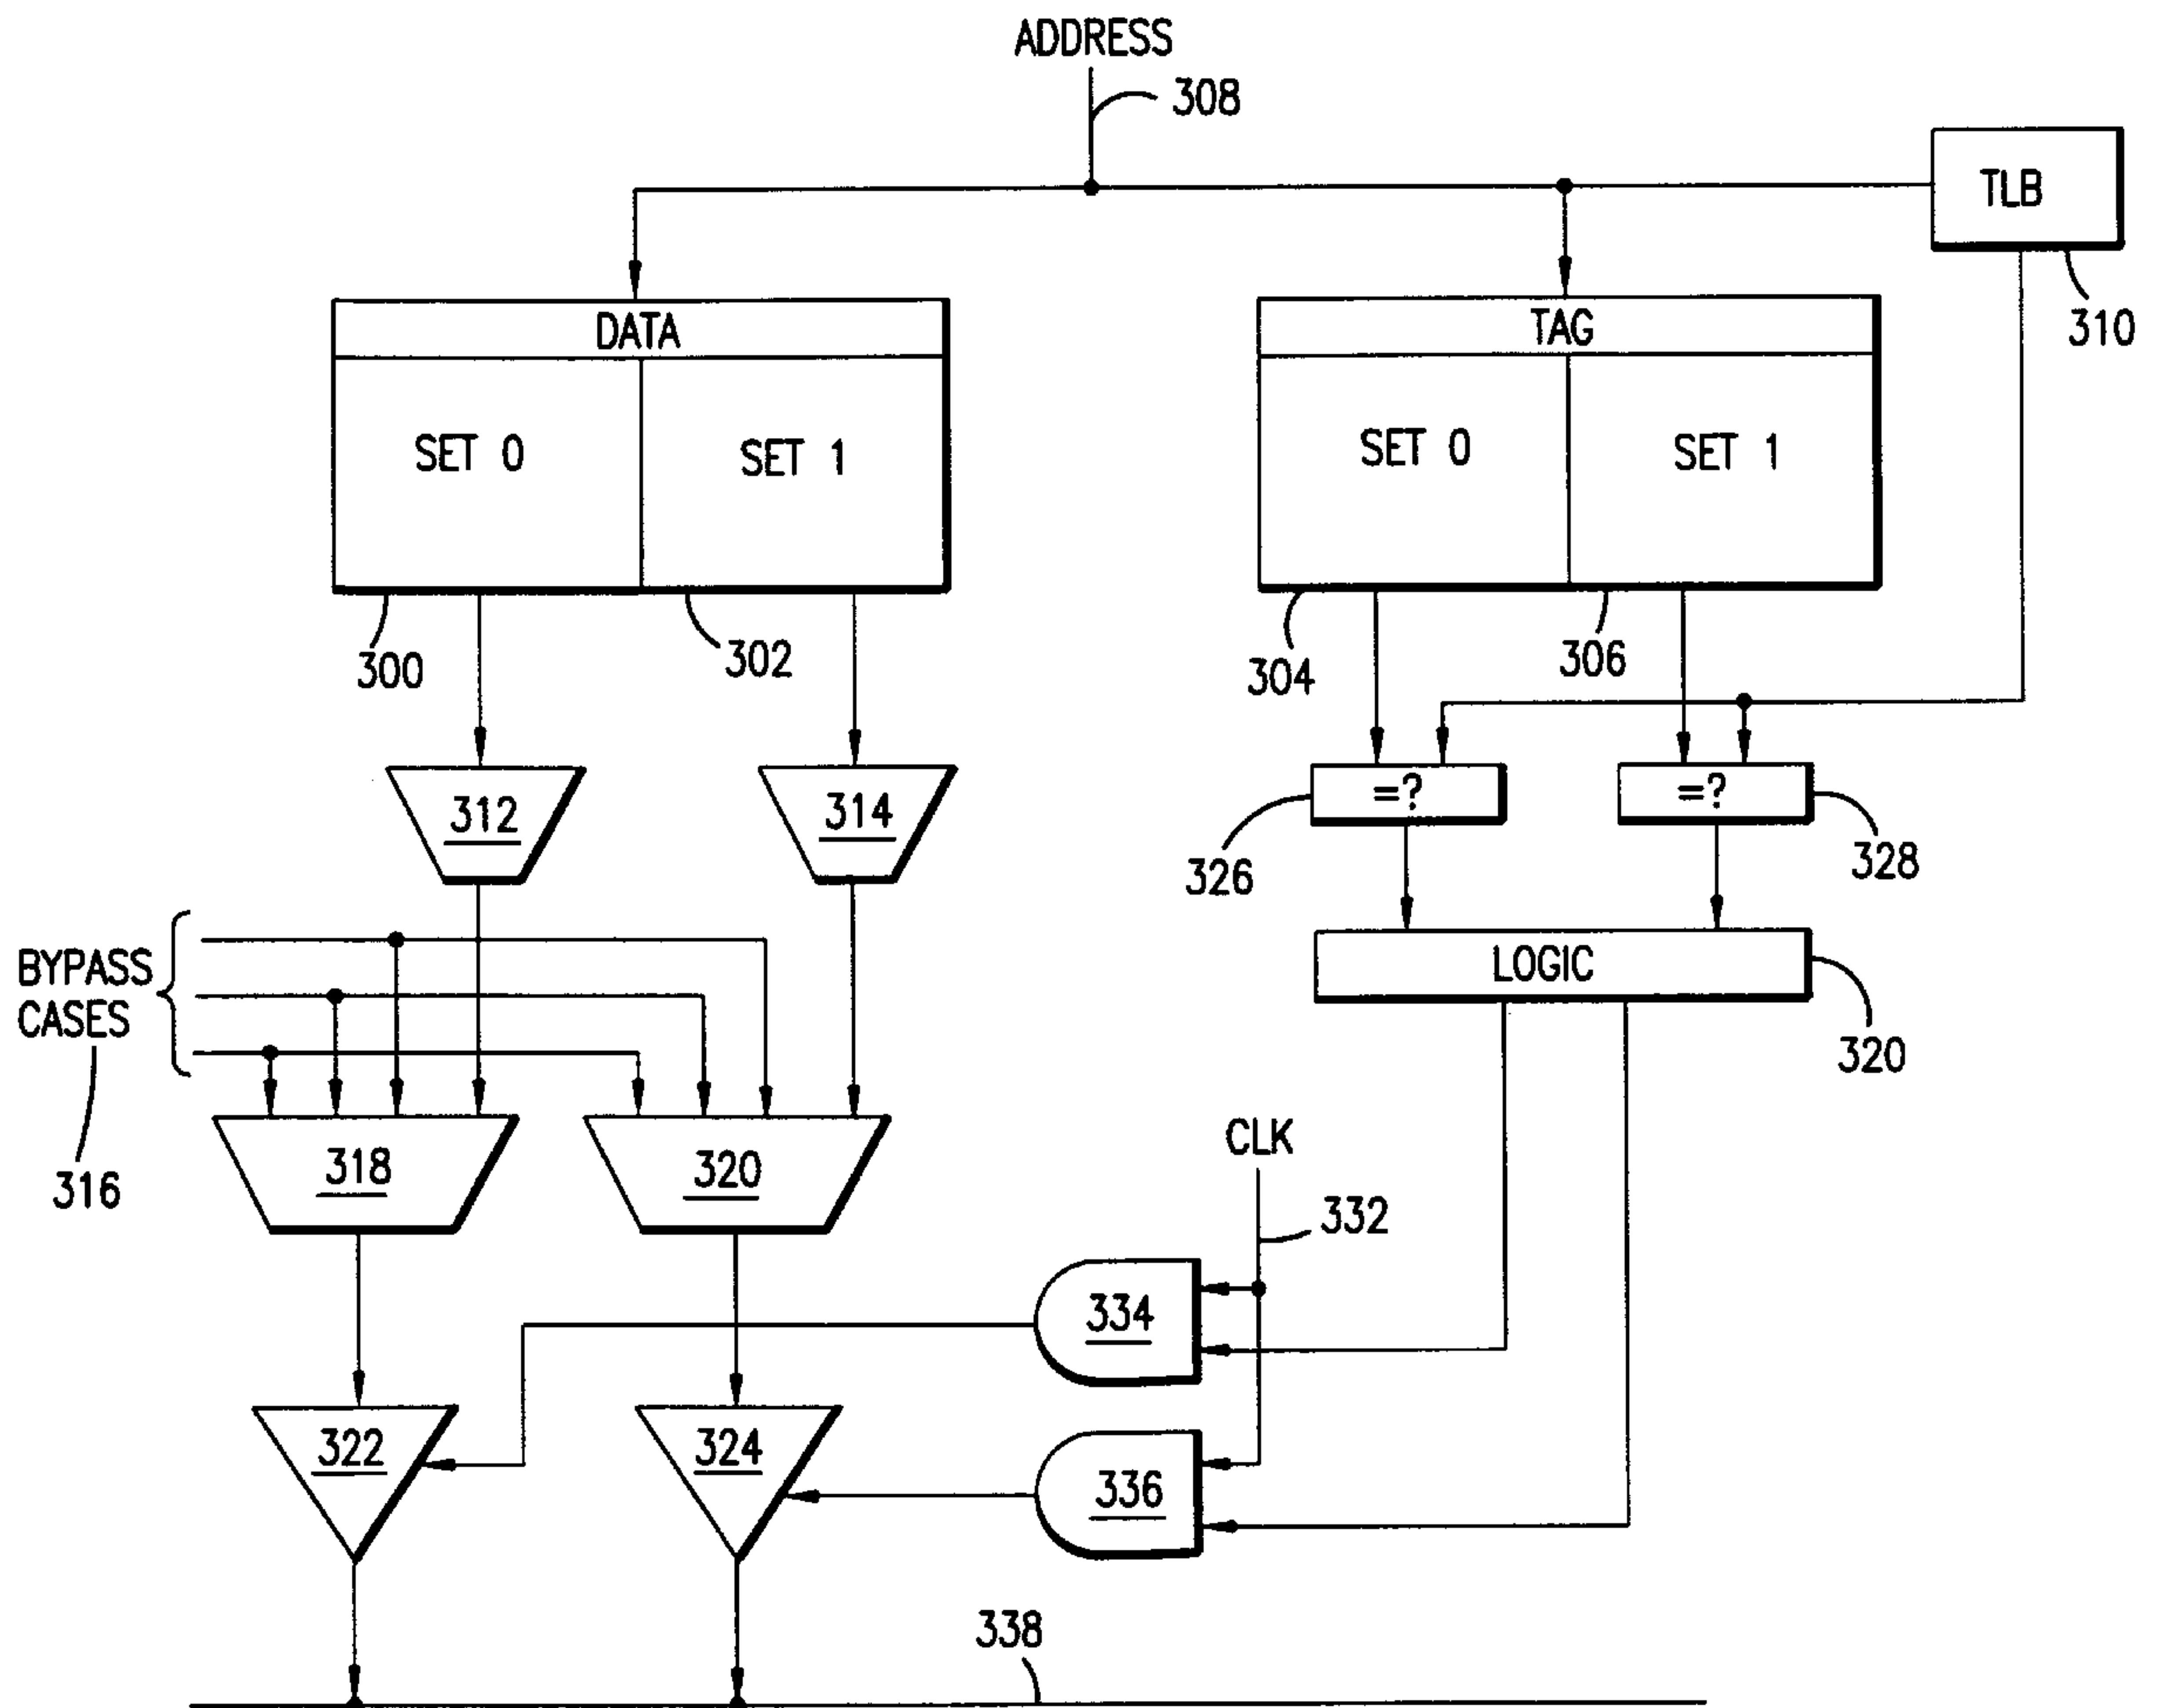 ADDRESS
308
TLB
310
DATA
SET 0
SET 1
TAG
SET 0
SET 1
300
302
304
306
312
314
=?
=?
326
328
BYPASS
CASES
316
LOGIC
320
318
320
CLK
332
334
336
322
324
338